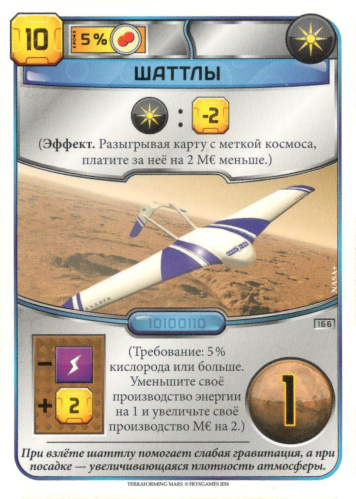 10 5% 
ШАТТЛЫ
: -2
(Эффект. Разыгрывая карту с меткой космоса,
платите за неё на 2 M€ меньше.)
NASA+
10100110
166
(Требование: 5%
кислорода или больше.
Уменьшите своё
производство энергии
на 1 и увеличьте своё
производство M€ на 2.)
-
+ 2
1
При взлёте шаттлу помогает слабая гравитация, а при
посадке — увеличивающаяся плотность атмосферы.
TERRAFORMING MARS ©FRYXGAMES 2016